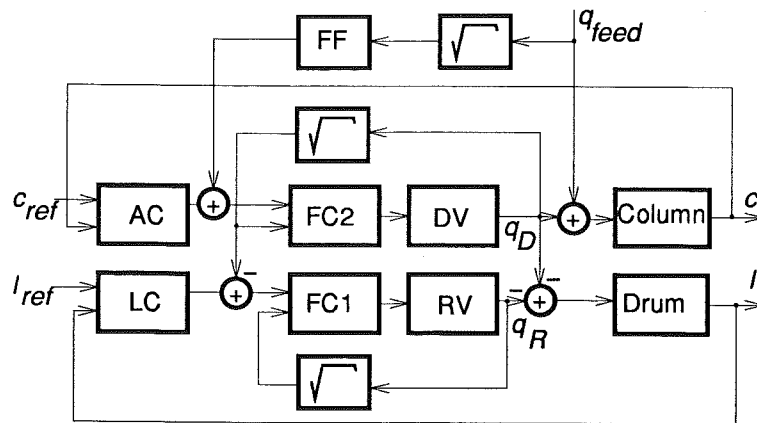 q_feed
FF √
√
c_ref AC + FC2 DV q_D + Column c
−
l_ref LC + FC1 RV − q_R − + Drum l
√